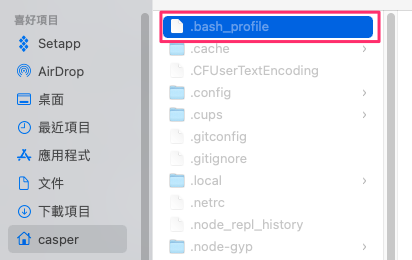 喜好項目
Setapp
AirDrop
桌面
最近項目
應用程式
文件
下載項目
casper
.bash_profile
.cache
.CFUserTextEncoding
.config
.cups
.gitconfig
.gitignore
.local
.netrc
.node_repl_history
.node-gyp